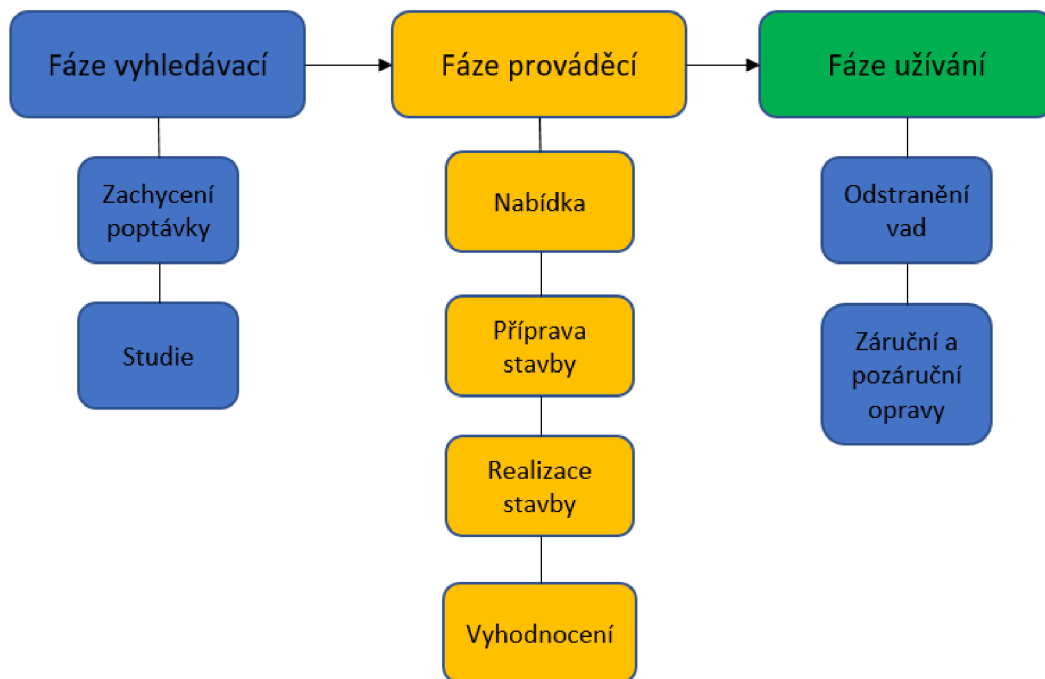 Fáze vyhledávací
Fáze prováděcí
Fáze užívání
Zachycení
poptávky
Studie
Nabídka
Příprava
stavby
Realizace
stavby
Vyhodnocení
Odstranění
vad
Záruční a
pozáruční
opravy